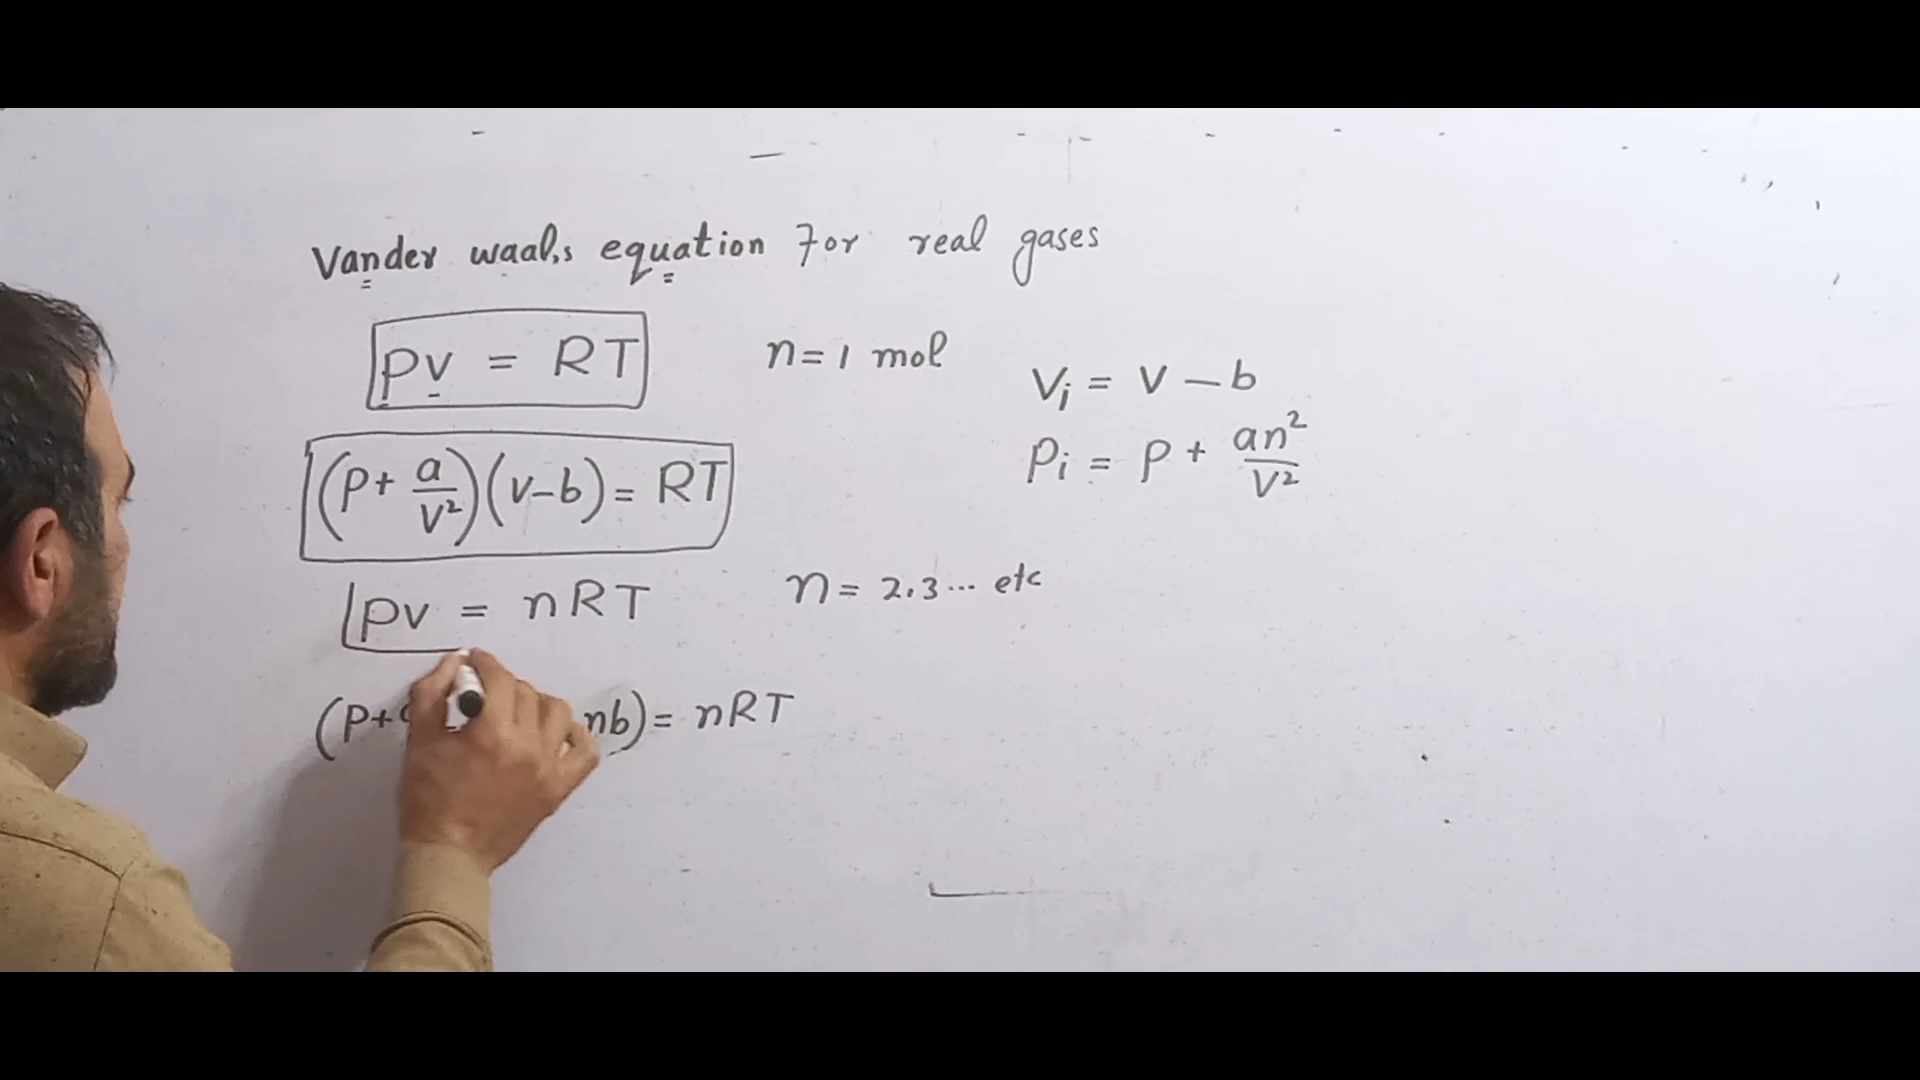 Vander waal,s equation For real gases
PV = RT n = 1 mol
Vi = V – b
(P + a/V²)(V–b) = RT
Pi = P + an²/V²
PV = nRT n = 2.3... etc
(P+ nb) = nRT